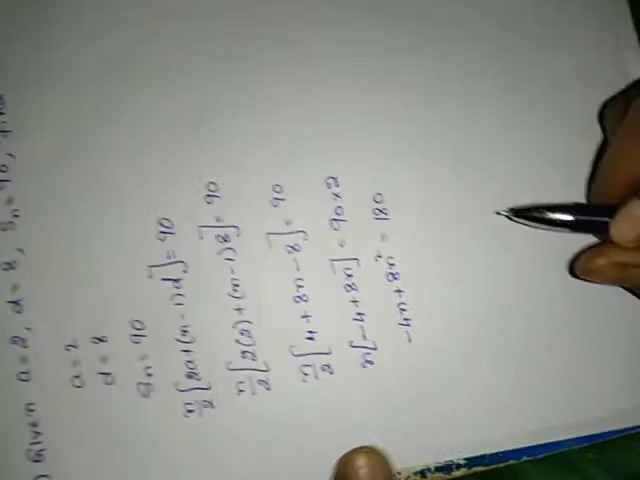 ) Given a = 2, d = 8, Sn = 90, find
a = 2
d = 8
Sn = 90
n/2 [2a + (n - 1) d] = 90
n/2 [2(2) + (n - 1) 8] = 90
n/2 [4 + 8n - 8] = 90
n[-4 + 8n] = 90 × 2
-4n + 8n² = 180